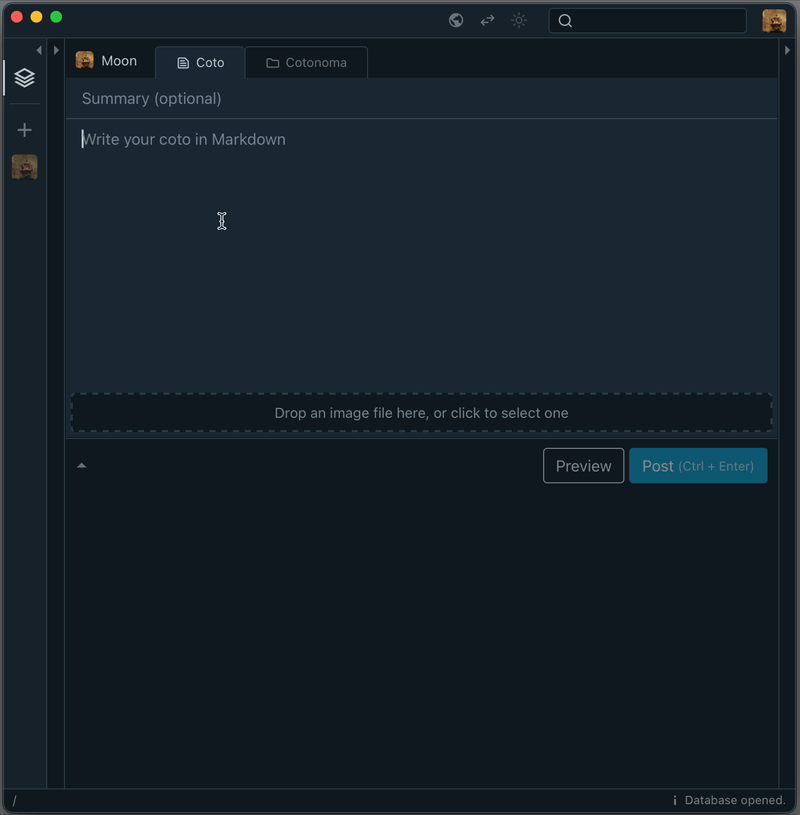 Moon
Coto
Cotonoma
Summary (optional)
Write your coto in Markdown
Drop an image file here, or click to select one
Preview
Post (Ctrl + Enter)
/
i Database opened.